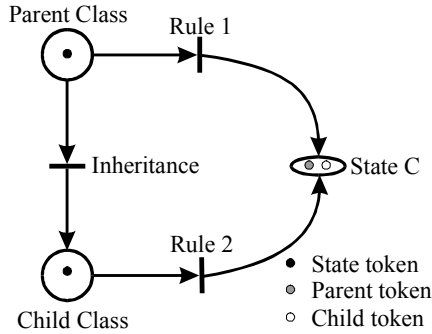 Parent Class
Rule 1
Inheritance
State C
Rule 2
Child Class
State token
Parent token
Child token